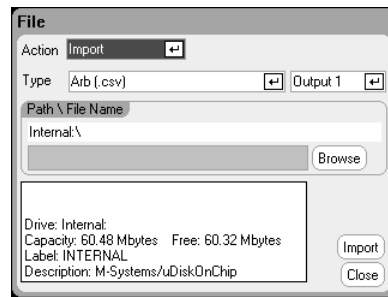 File
Action Import
Type Arb (.csv) Output 1
Path \ File Name
Internal:\
Browse
Drive: Internal:
Capacity: 60.48 Mbytes Free: 60.32 Mbytes
Label: INTERNAL
Description: M-Systems/uDiskOnChip
Import
Close